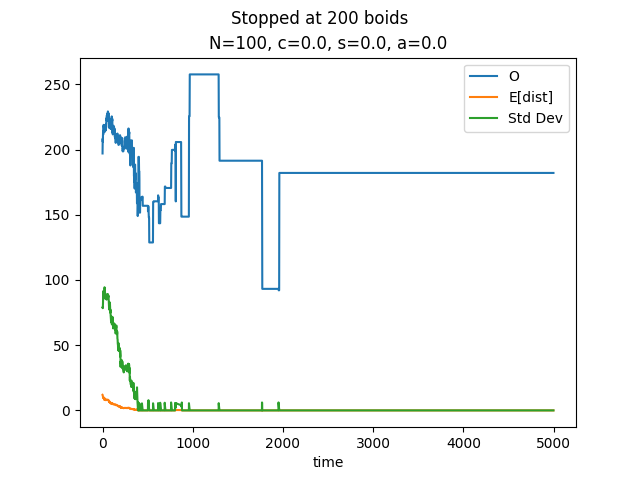 Stopped at 200 boids
N=100, c=0.0, s=0.0, a=0.0
O
E[dist]
Std Dev
250
200
150
100
50
0
0 1000 2000 3000 4000 5000
time